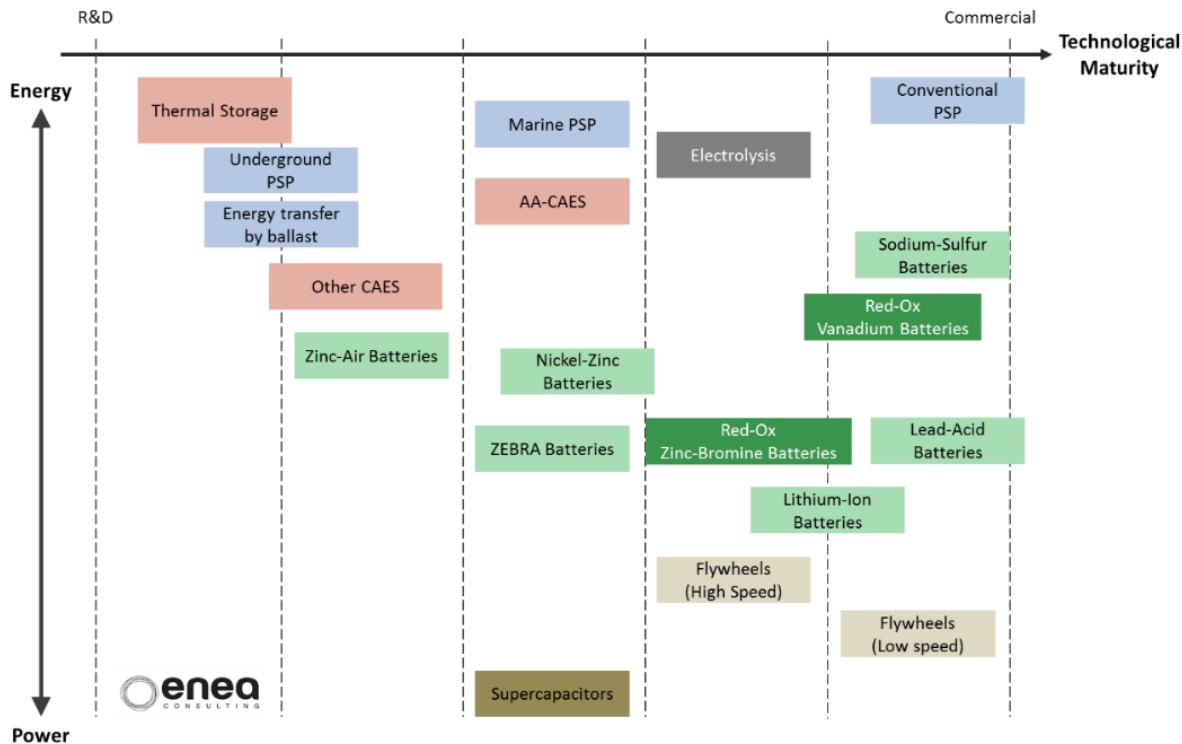 R&D
Commercial
Technological
Maturity
Energy
Thermal Storage
Conventional
PSP
Marine PSP
Electrolysis
Underground
PSP
AA-CAES
Energy transfer
by ballast
Sodium-Sulfur
Batteries
Other CAES
Red-Ox
Vanadium Batteries
Zinc-Air Batteries
Nickel-Zinc
Batteries
ZEBRA Batteries
Red-Ox
Zinc-Bromine Batteries
Lead-Acid
Batteries
Lithium-Ion
Batteries
Flywheels
(High Speed)
Flywheels
(Low speed)
enea
CONSULTING
Supercapacitors
Power